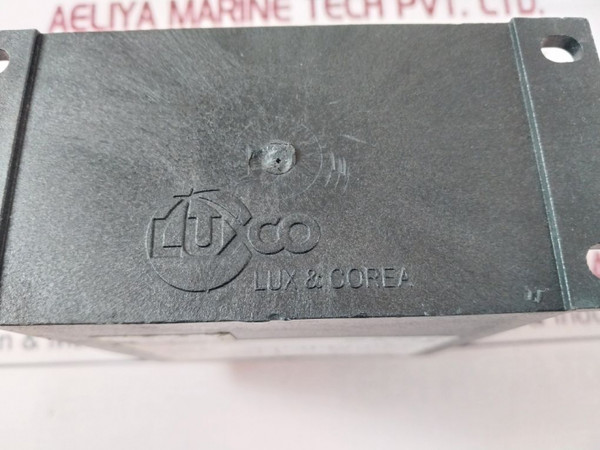 AELIYA MARINE TECH PVT. LTD.
LUXCO
LUX & COREA